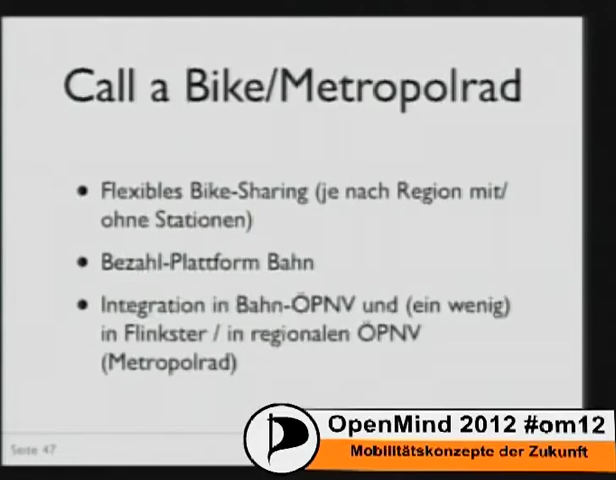 Call a Bike/Metropolrad
• Flexibles Bike-Sharing (je nach Region mit/
ohne Stationen)
• Bezahl-Plattform Bahn
• Integration in Bahn-ÖPNV und (ein wenig)
in Flinkster / in regionalen ÖPNV
(Metropolrad)
Seite 47
OpenMind 2012 #om12
Mobilitätskonzepte der Zukunft